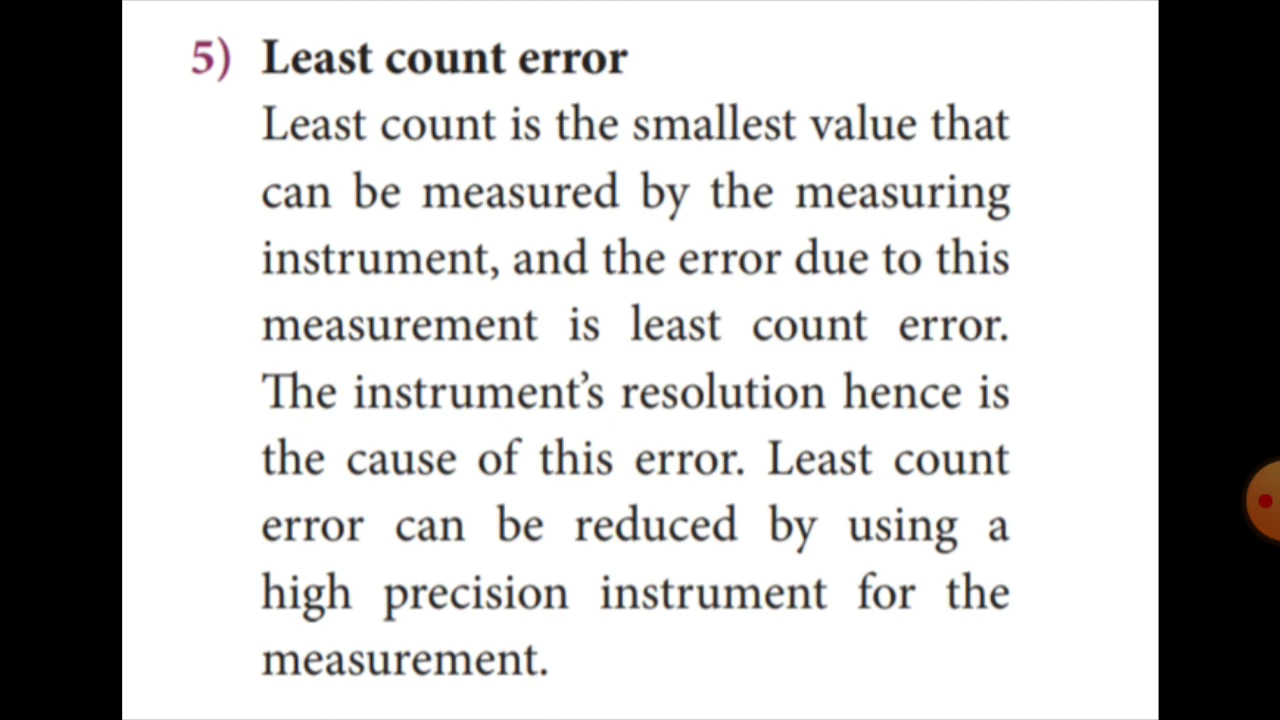 5) Least count error
Least count is the smallest value that
can be measured by the measuring
instrument, and the error due to this
measurement is least count error.
The instrument’s resolution hence is
the cause of this error. Least count
error can be reduced by using a
high precision instrument for the
measurement.